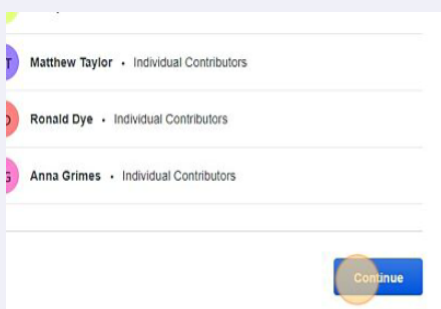 T Matthew Taylor • Individual Contributors
D Ronald Dye • Individual Contributors
G Anna Grimes • Individual Contributors
Continue